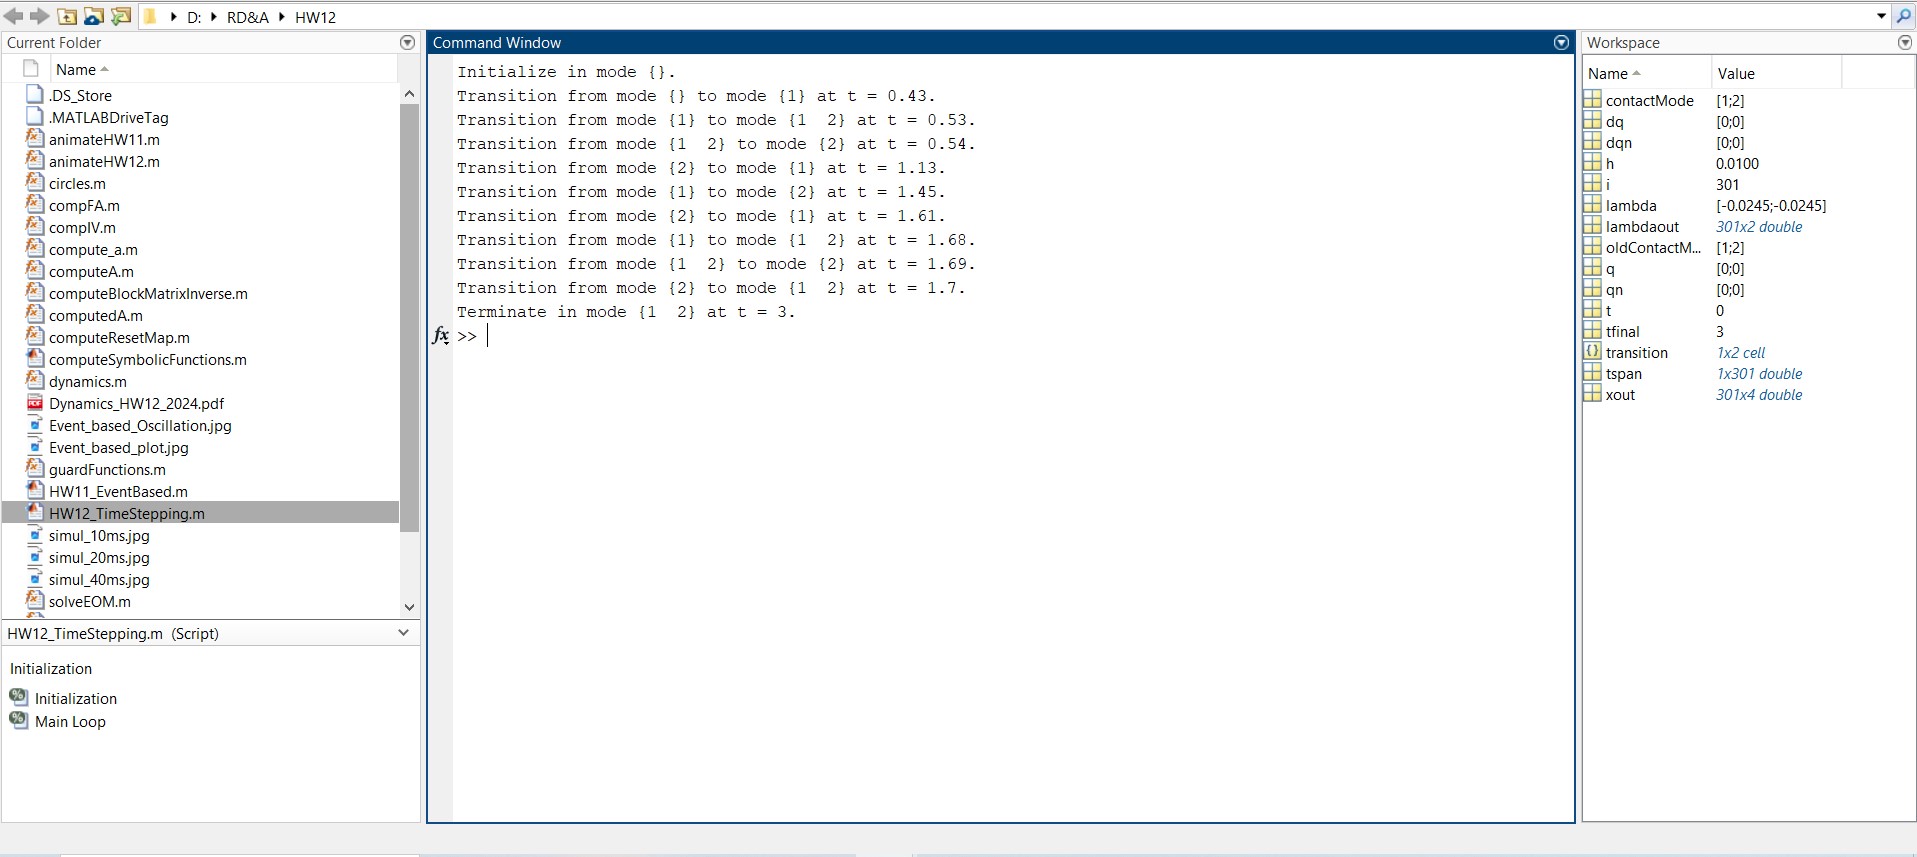 D: RD&A HW12
Current Folder
Name
.DS_Store
.MATLABDriveTag
animateHW11.m
animateHW12.m
circles.m
compFA.m
compIV.m
compute_a.m
computeA.m
computeBlockMatrixInverse.m
computedA.m
computeResetMap.m
computeSymbolicFunctions.m
dynamics.m
Dynamics_HW12_2024.pdf
Event_based_Oscillation.jpg
Event_based_plot.jpg
guardFunctions.m
HW11_EventBased.m
HW12_TimeStepping.m
simul_10ms.jpg
simul_20ms.jpg
simul_40ms.jpg
solveEOM.m
HW12_TimeStepping.m (Script)
Initialization
Initialization
Main Loop
Command Window
Initialize in mode {}.
Transition from mode {} to mode {1} at t = 0.43.
Transition from mode {1} to mode {1  2} at t = 0.53.
Transition from mode {1  2} to mode {2} at t = 0.54.
Transition from mode {2} to mode {1} at t = 1.13.
Transition from mode {1} to mode {2} at t = 1.45.
Transition from mode {2} to mode {1} at t = 1.61.
Transition from mode {1} to mode {1  2} at t = 1.68.
Transition from mode {1  2} to mode {2} at t = 1.69.
Transition from mode {2} to mode {1  2} at t = 1.7.
Terminate in mode {1  2} at t = 3.
fx >>
Workspace
Name Value
contactMode [1;2]
dq [0;0]
dqn [0;0]
h 0.0100
i 301
lambda [-0.0245;-0.0245]
lambdaout 301x2 double
oldContactM... [1;2]
q [0;0]
qn [0;0]
t 0
tfinal 3
transition 1x2 cell
tspan 1x301 double
xout 301x4 double